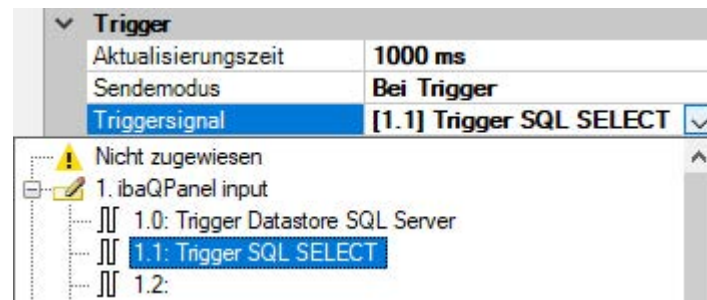 Trigger
Aktualisierungszeit 1000 ms
Sendemodus Bei Trigger
Triggersignal [1.1] Trigger SQL SELECT
Nicht zugewiesen
1. ibaQPanel input
1.0: Trigger Datastore SQL Server
1.1: Trigger SQL SELECT
1.2: